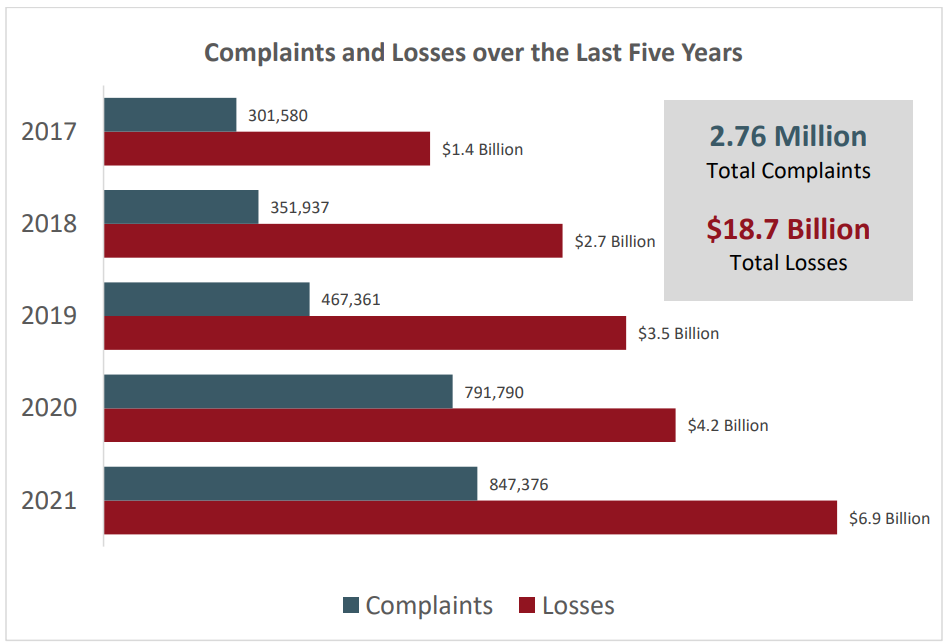 Complaints and Losses over the Last Five Years
2017
301,580
$1.4 Billion
2018
351,937
$2.7 Billion
2019
467,361
$3.5 Billion
2020
791,790
$4.2 Billion
2021
847,376
$6.9 Billion
2.76 Million
Total Complaints
$18.7 Billion
Total Losses
Complaints
Losses